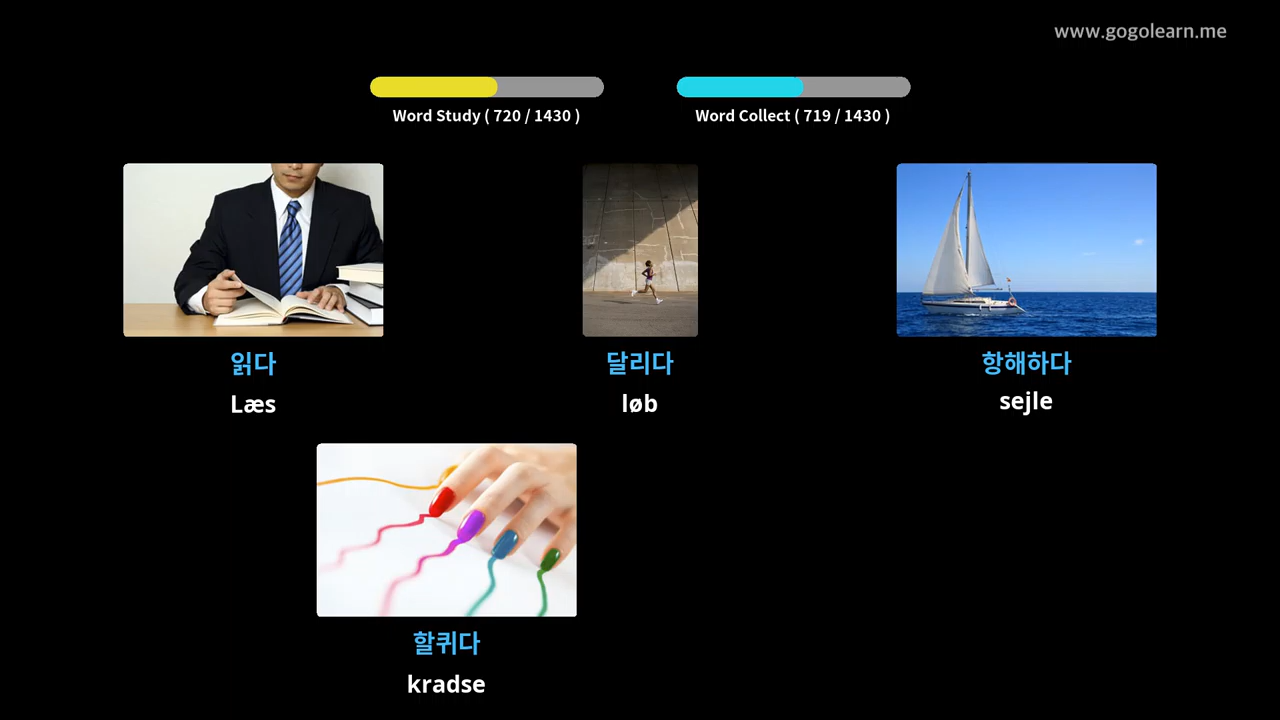 www.gogolearn.me
Word Study ( 720 / 1430 )
Word Collect ( 719 / 1430 )
읽다
달리다
항해하다
Læs
løb
sejle
할퀴다
kradse